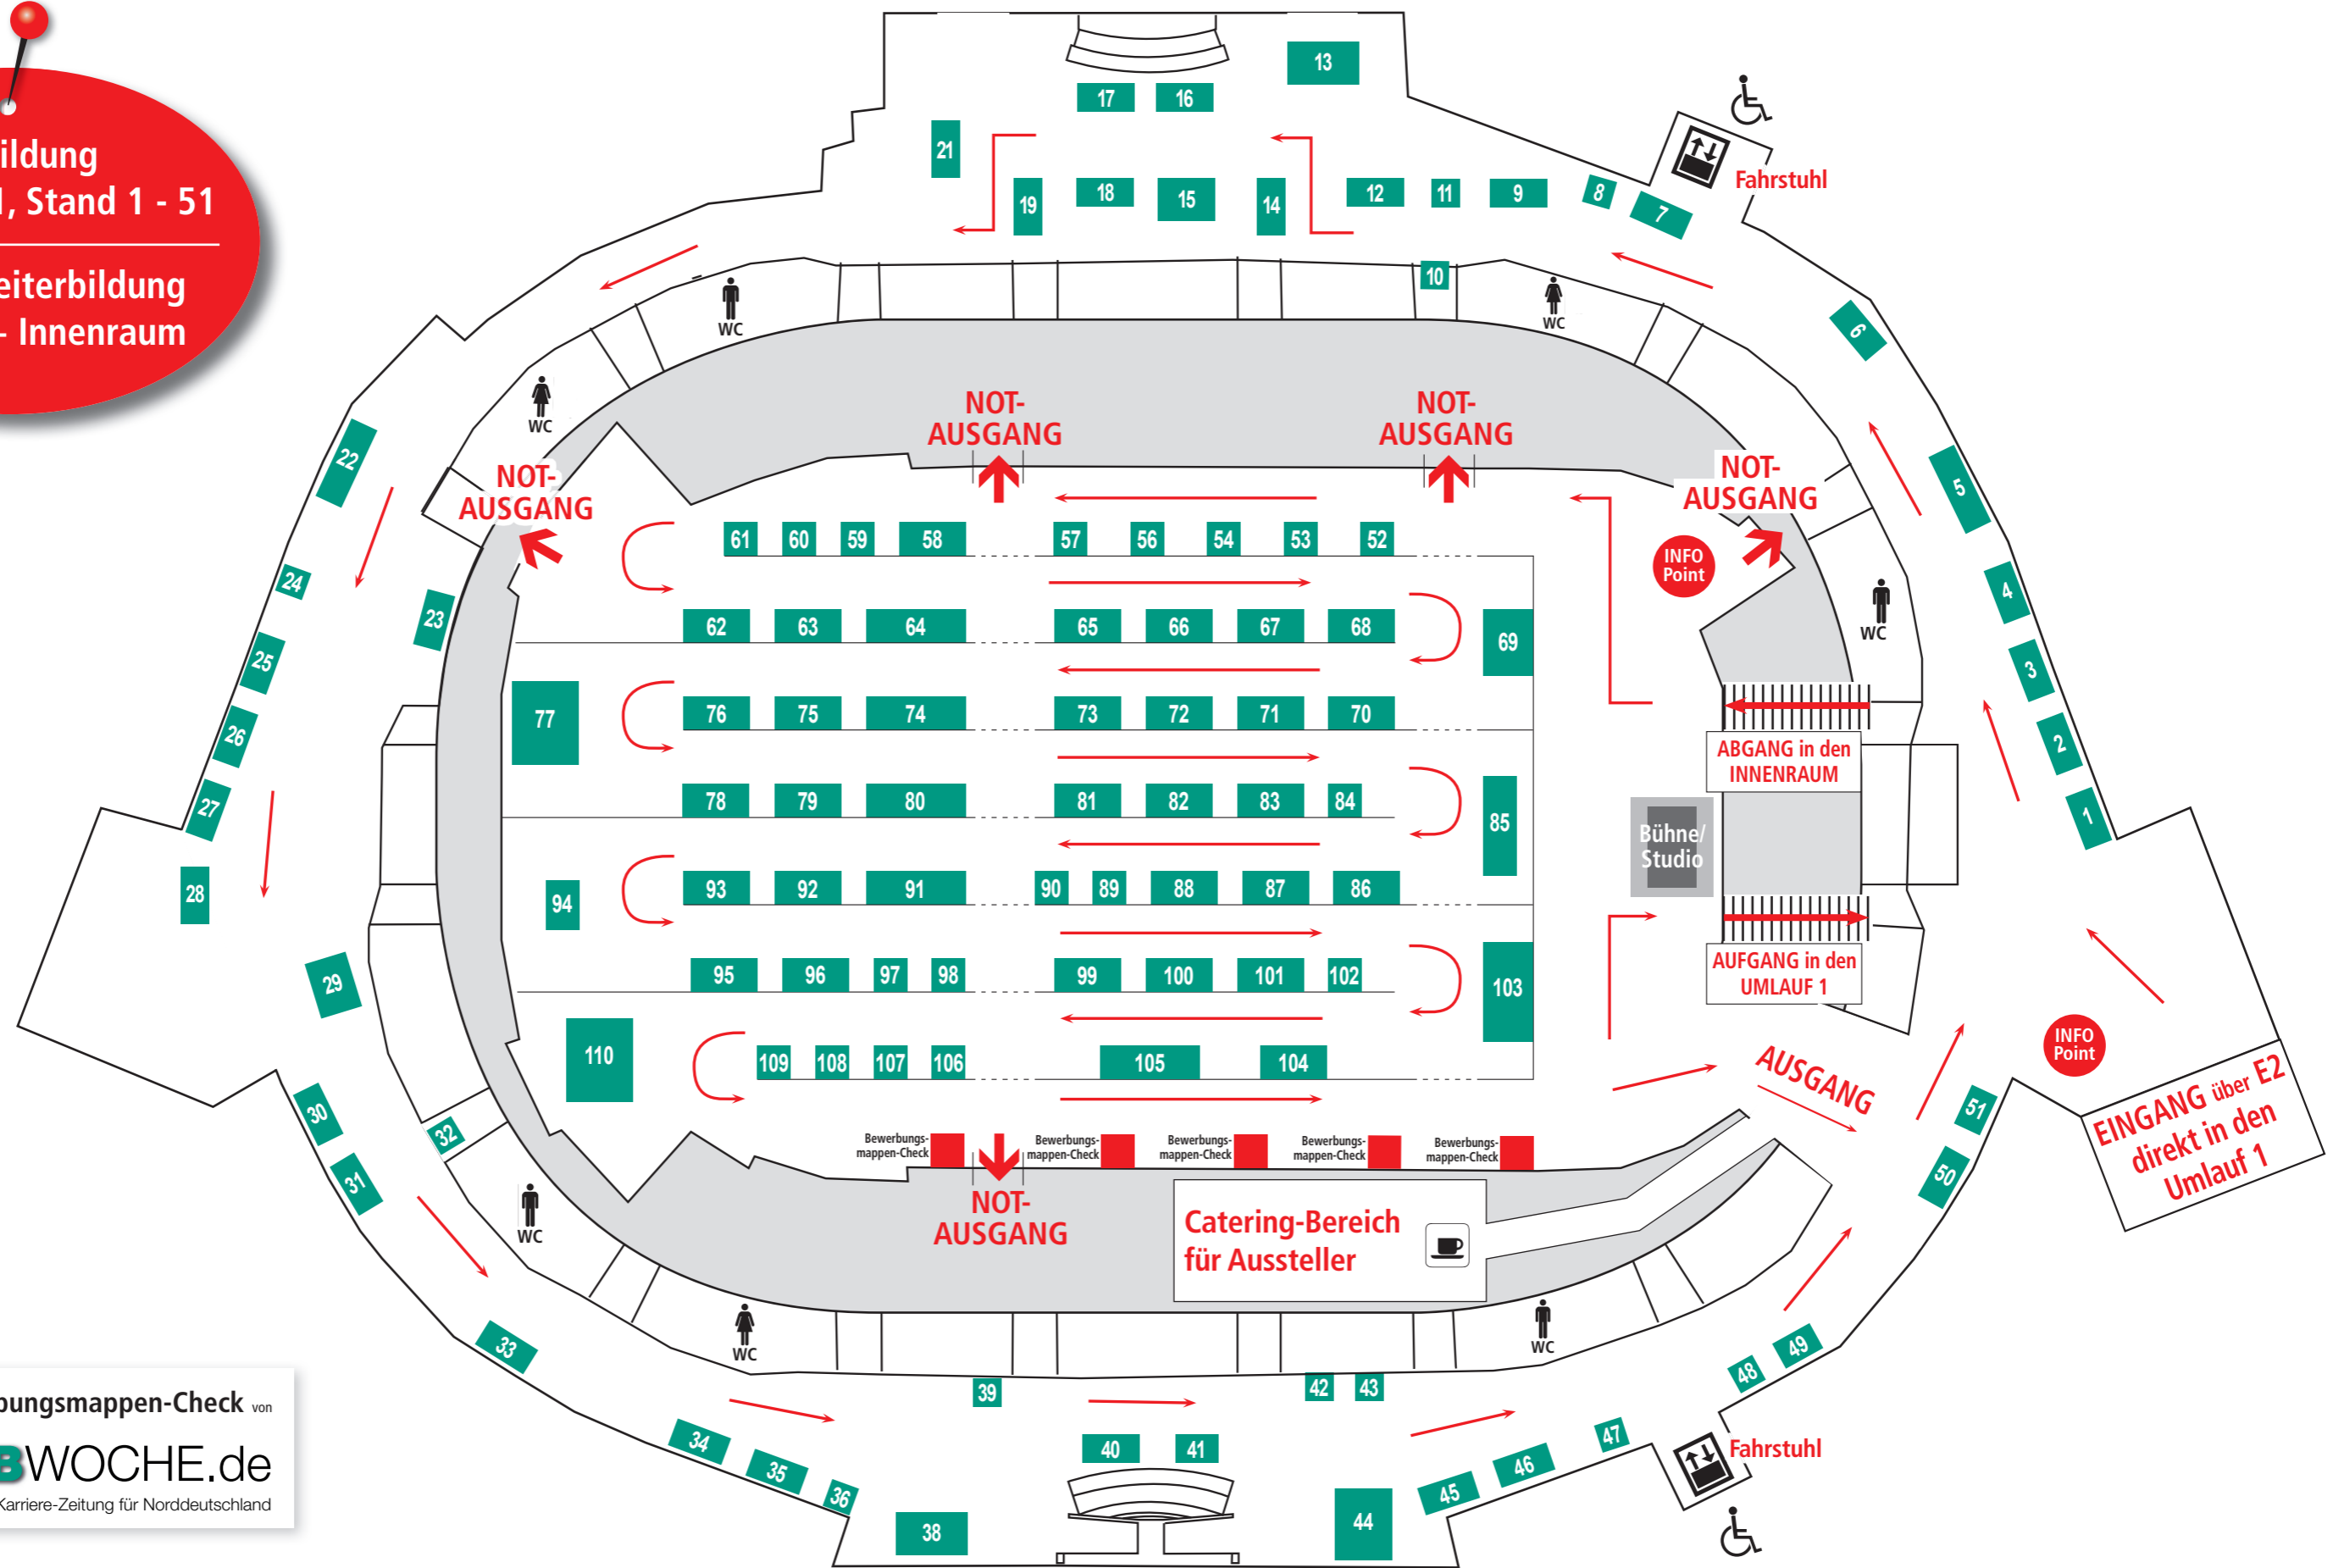 ildung
, Stand 1 - 51
eiterbildung
- Innenraum
13
17
16
21
19
18
15
14
12
11
9
8
7
Fahrstuhl
10
WC
WC
6
WC
NOT-
AUSGANG
NOT-
AUSGANG
NOT-
AUSGANG
NOT-
AUSGANG
22
5
INFO
Point
61
60
59
58
57
56
54
53
52
24
23
4
WC
62
63
64
65
66
67
68
69
25
3
77
76
75
74
73
72
71
70
26
2
ABGANG in den
INNENRAUM
27
78
79
80
81
82
83
84
85
1
Bühne/
Studio
28
94
93
92
91
90
89
88
87
86
AUFGANG in den
UMLAUF 1
29
95
96
97
98
99
100
101
102
103
INFO
Point
110
109
108
107
106
105
104
AUSGANG
EINGANG über E2
direkt in den
Umlauf 1
30
32
31
51
50
Bewerbungs-
mappen-Check
Bewerbungs-
mappen-Check
Bewerbungs-
mappen-Check
Bewerbungs-
mappen-Check
Bewerbungs-
mappen-Check
NOT-
AUSGANG
Catering-Bereich
für Aussteller
WC
WC
WC
33
39
42
43
48
49
34
35
36
40
41
47
46
45
Fahrstuhl
38
44
bungsmappen-Check von
BWOCHE.de
Karriere-Zeitung für Norddeutschland